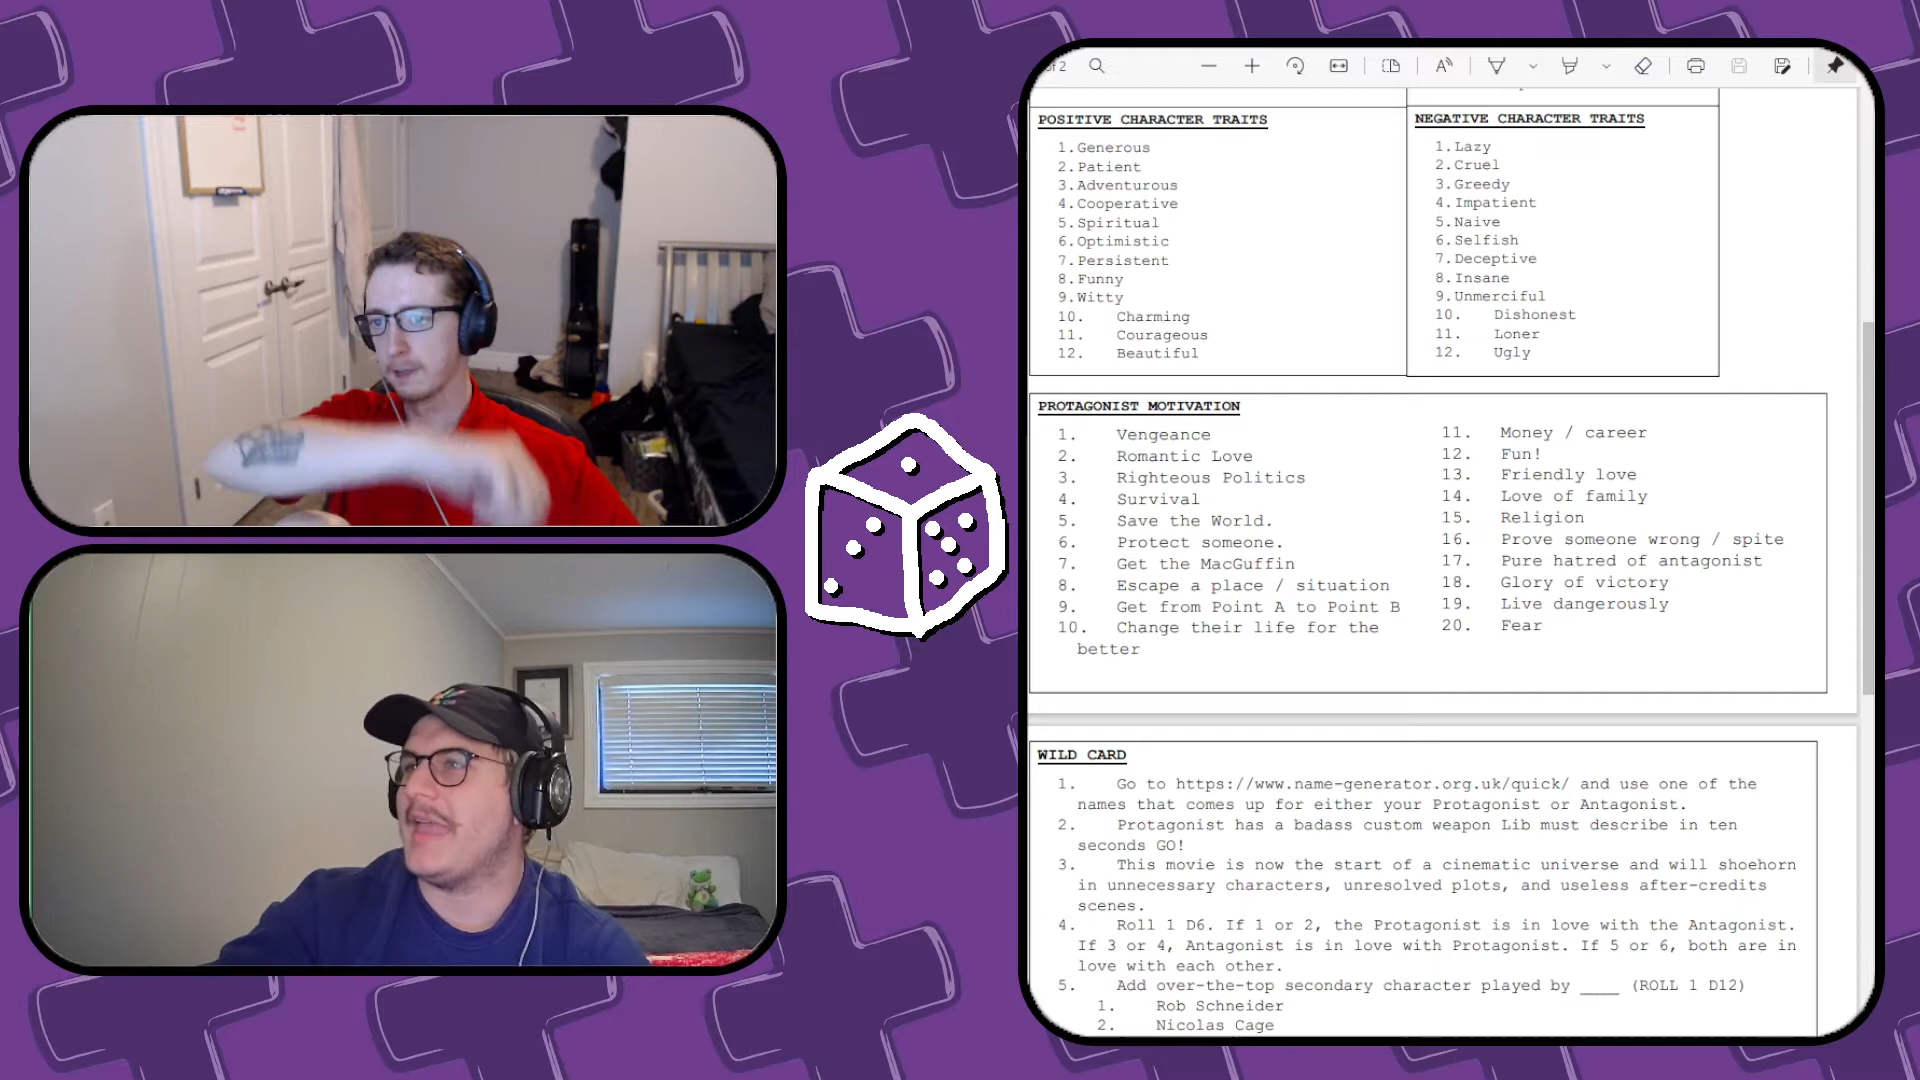 of 2
POSITIVE CHARACTER TRAITS
1.Generous
2.Patient
3.Adventurous
4.Cooperative
5.Spiritual
6.Optimistic
7.Persistent
8.Funny
9.Witty
10. Charming
11. Courageous
12. Beautiful
NEGATIVE CHARACTER TRAITS
1.Lazy
2.Cruel
3.Greedy
4.Impatient
5.Naive
6.Selfish
7.Deceptive
8.Insane
9.Unmerciful
10. Dishonest
11. Loner
12. Ugly
PROTAGONIST MOTIVATION
1. Vengeance
2. Romantic Love
3. Righteous Politics
4. Survival
5. Save the World.
6. Protect someone.
7. Get the MacGuffin
8. Escape a place / situation
9. Get from Point A to Point B
10. Change their life for the
better
11. Money / career
12. Fun!
13. Friendly love
14. Love of family
15. Religion
16. Prove someone wrong / spite
17. Pure hatred of antagonist
18. Glory of victory
19. Live dangerously
20. Fear
WILD CARD
1. Go to https://www.name-generator.org.uk/quick/ and use one of the
names that comes up for either your Protagonist or Antagonist.
2. Protagonist has a badass custom weapon Lib must describe in ten
seconds GO!
3. This movie is now the start of a cinematic universe and will shoehorn
in unnecessary characters, unresolved plots, and useless after-credits
scenes.
4. Roll 1 D6. If 1 or 2, the Protagonist is in love with the Antagonist.
If 3 or 4, Antagonist is in love with Protagonist. If 5 or 6, both are in
love with each other.
5. Add over-the-top secondary character played by ____ (ROLL 1 D12)
1. Rob Schneider
2. Nicolas Cage